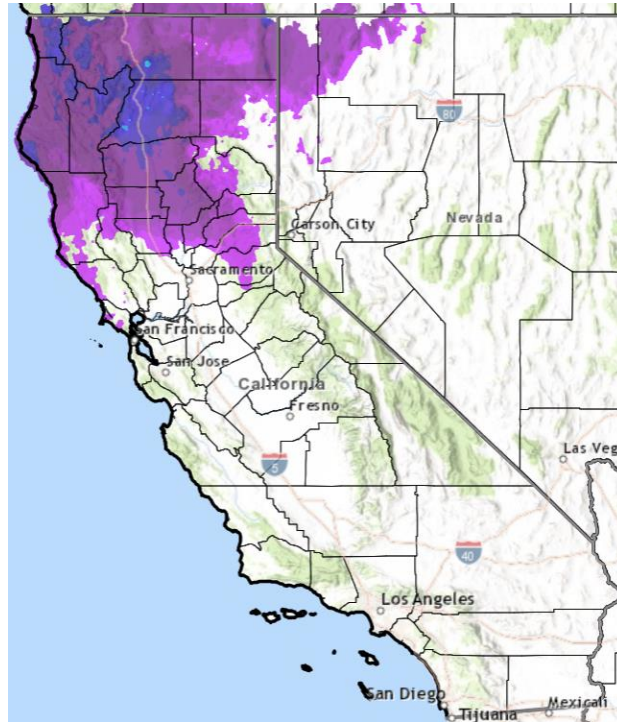 80
Carson City
Nevada
Sacramento
San Francisco
San Jose
California
Fresno
Las Veg
5
40
Los Angeles
San Diego
Tijuana
Mexicali